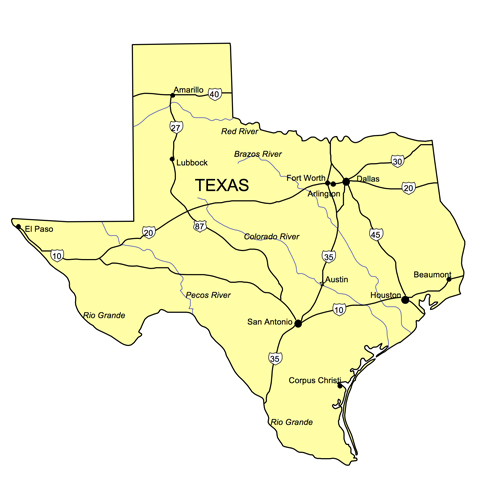 Amarillo
40
27
Red River
Brazos River
Lubbock
30
Fort Worth
Dallas
TEXAS
20
Arlington
El Paso
20
87
Colorado River
45
10
35
Beaumont
Austin
Pecos River
Houston
Rio Grande
10
San Antonio
35
Corpus Christi
Rio Grande